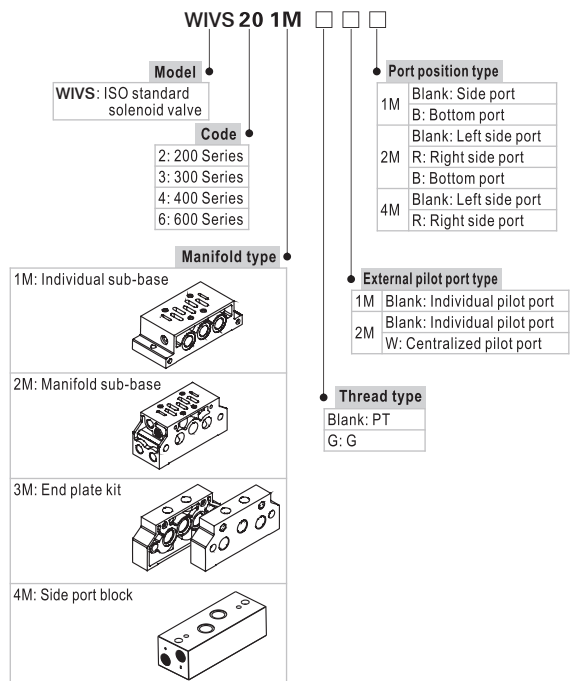 WIVS 20 1M □ □ □
Model
WIVS: ISO standard
solenoid valve
Code
2: 200 Series
3: 300 Series
4: 400 Series
6: 600 Series
Manifold type
1M: Individual sub-base
2M: Manifold sub-base
3M: End plate kit
4M: Side port block
Port position type
1M
Blank: Side port
B: Bottom port
2M
Blank: Left side port
R: Right side port
B: Bottom port
4M
Blank: Left side port
R: Right side port
External pilot port type
1M Blank: Individual pilot port
2M
Blank: Individual pilot port
W: Centralized pilot port
Thread type
Blank: PT
G: G